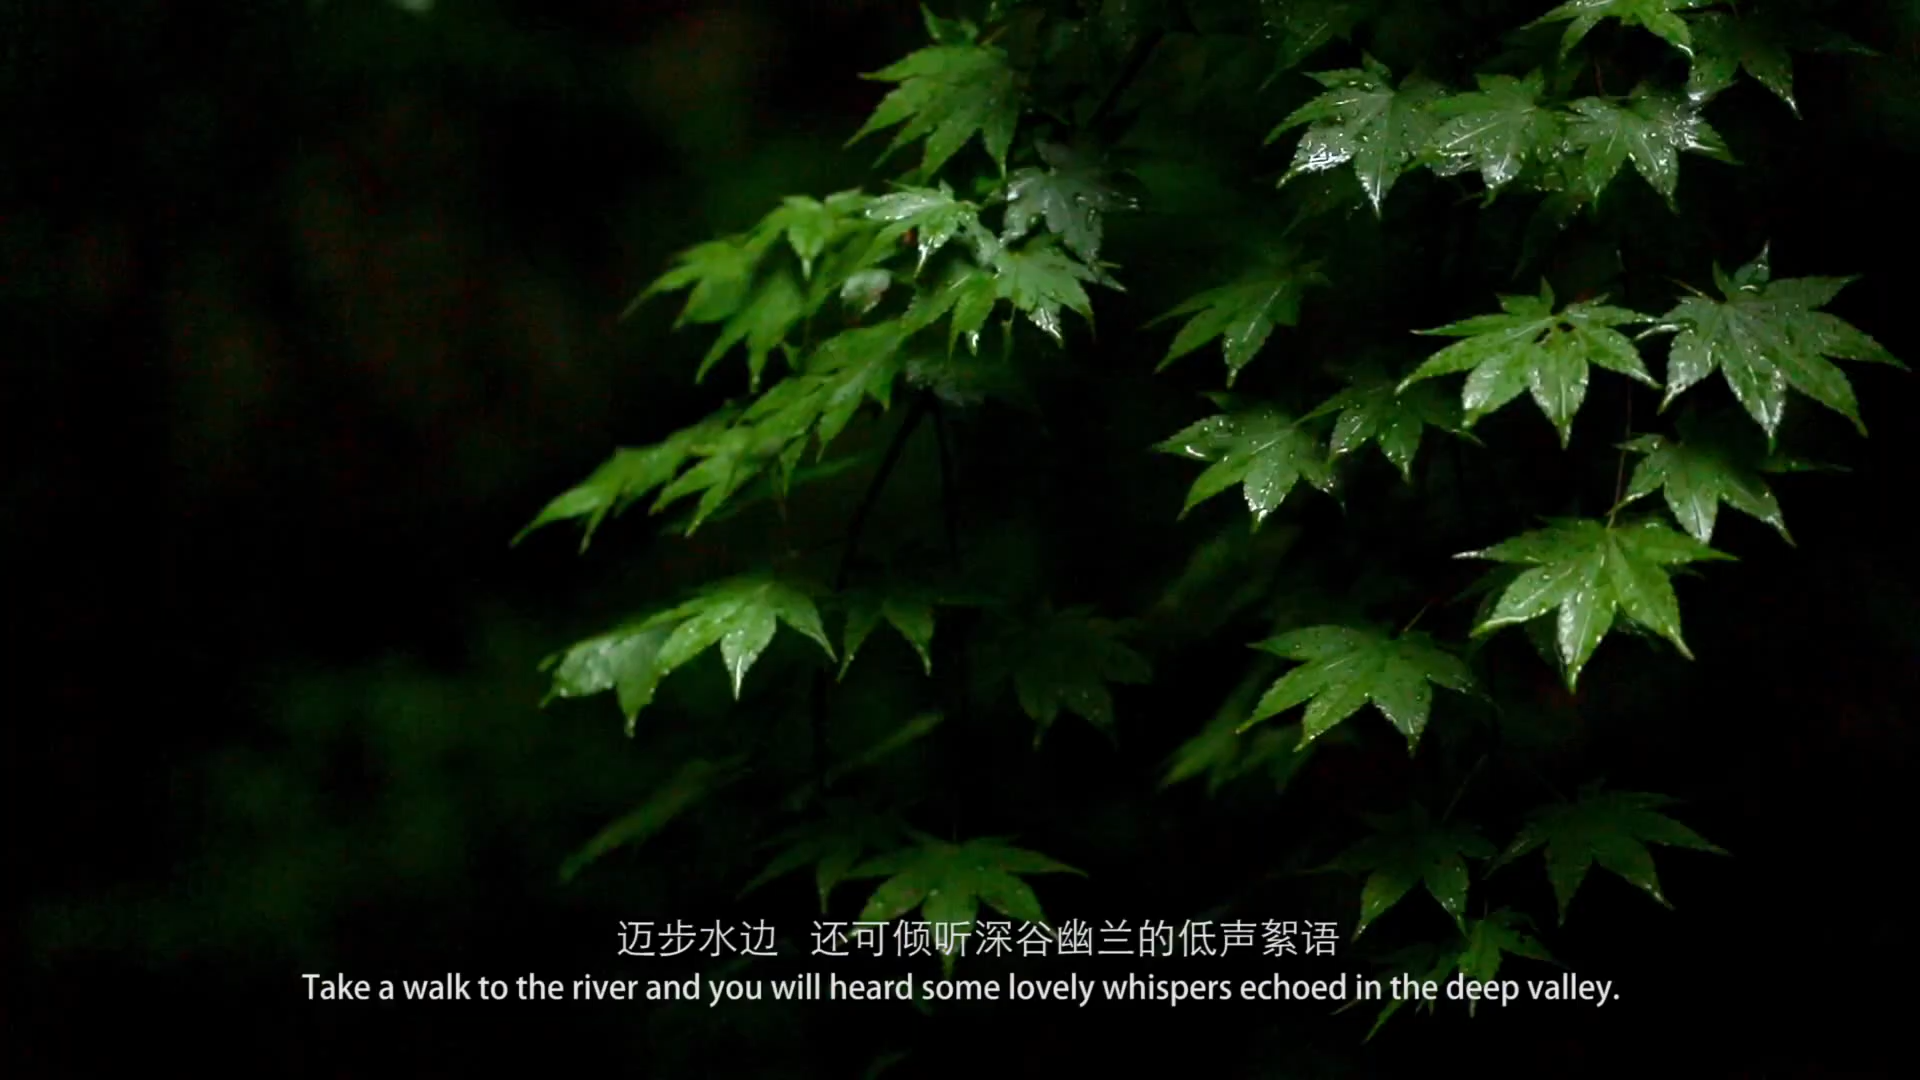 迈步水边 还可倾听深谷幽兰的低声絮语
Take a walk to the river and you will heard some lovely whispers echoed in the deep valley.